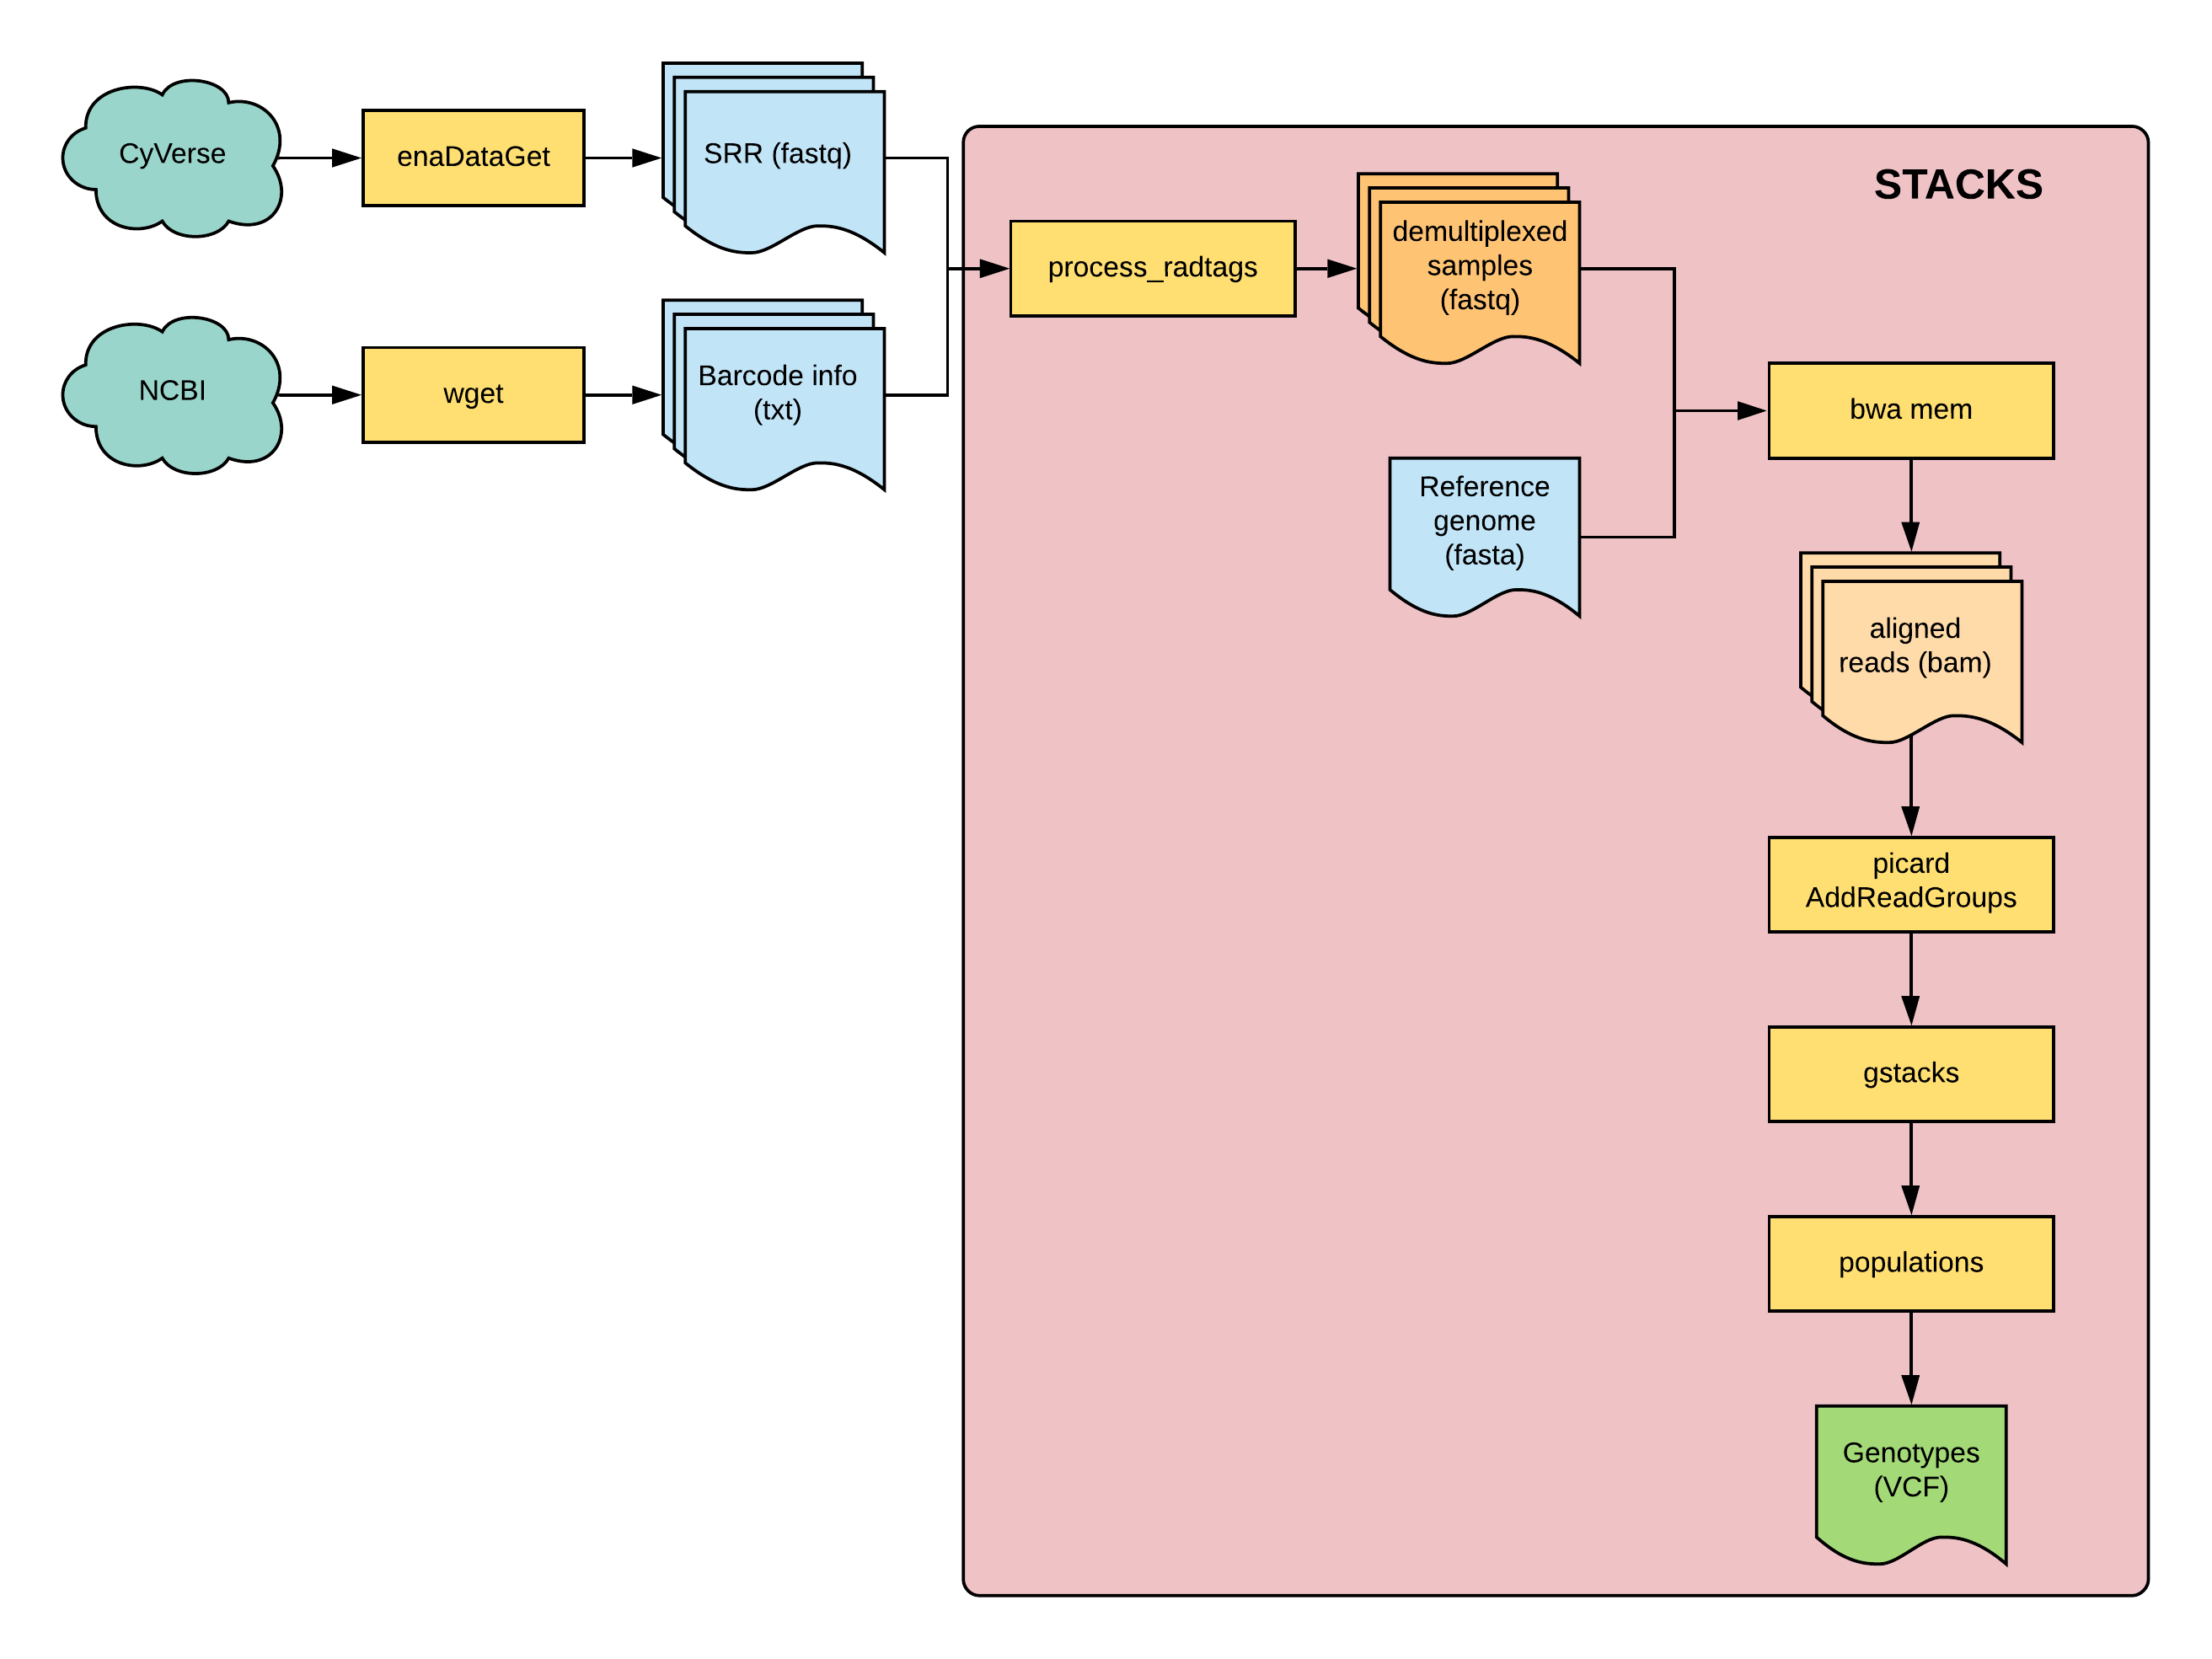 CyVerse
enaDataGet
SRR (fastq)
NCBI
wget
Barcode info
(txt)
STACKS
process_radtags
demultiplexed
samples
(fastq)
Reference
genome
(fasta)
bwa mem
aligned
reads (bam)
picard
AddReadGroups
gstacks
populations
Genotypes
(VCF)